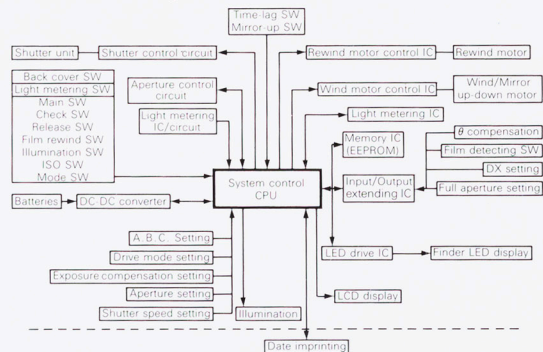 Time-lag SW
Mirror-up SW
Shutter unit
Shutter control circuit
Rewind motor control IC
Rewind motor
Back cover SW
Light metering SW
Main SW
Check SW
Release SW
Film rewind SW
Illumination SW
ISO SW
Mode SW
Aperture control
circuit
Wind motor control IC
Wind/Mirror
up-down motor
Light metering
IC/circuit
Light metering IC
Memory IC
(EEPROM)
θ compensation
Film detecting SW
DX setting
Full aperture setting
System control
CPU
Input/Output
extending IC
Batteries
DC-DC converter
A.B.C. Setting
Drive mode setting
Exposure compensation setting
Aperture setting
Shutter speed setting
LED drive IC
Finder LED display
Illumination
LCD display
Date imprinting